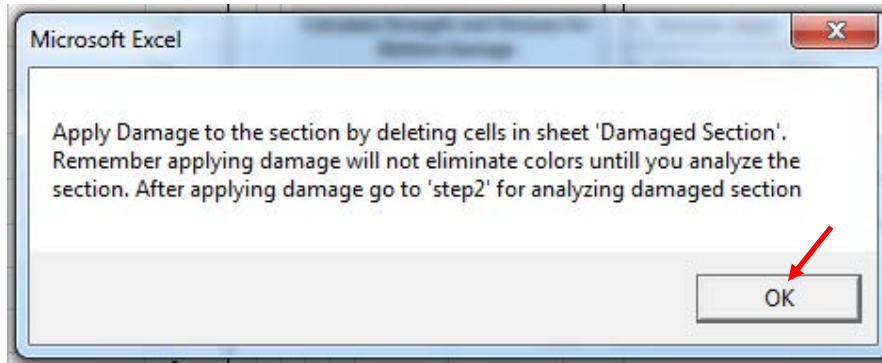 Microsoft Excel
Apply Damage to the section by deleting cells in sheet 'Damaged Section'.
Remember applying damage will not eliminate colors untill you analyze the
section. After applying damage go to 'step2' for analyzing damaged section
OK